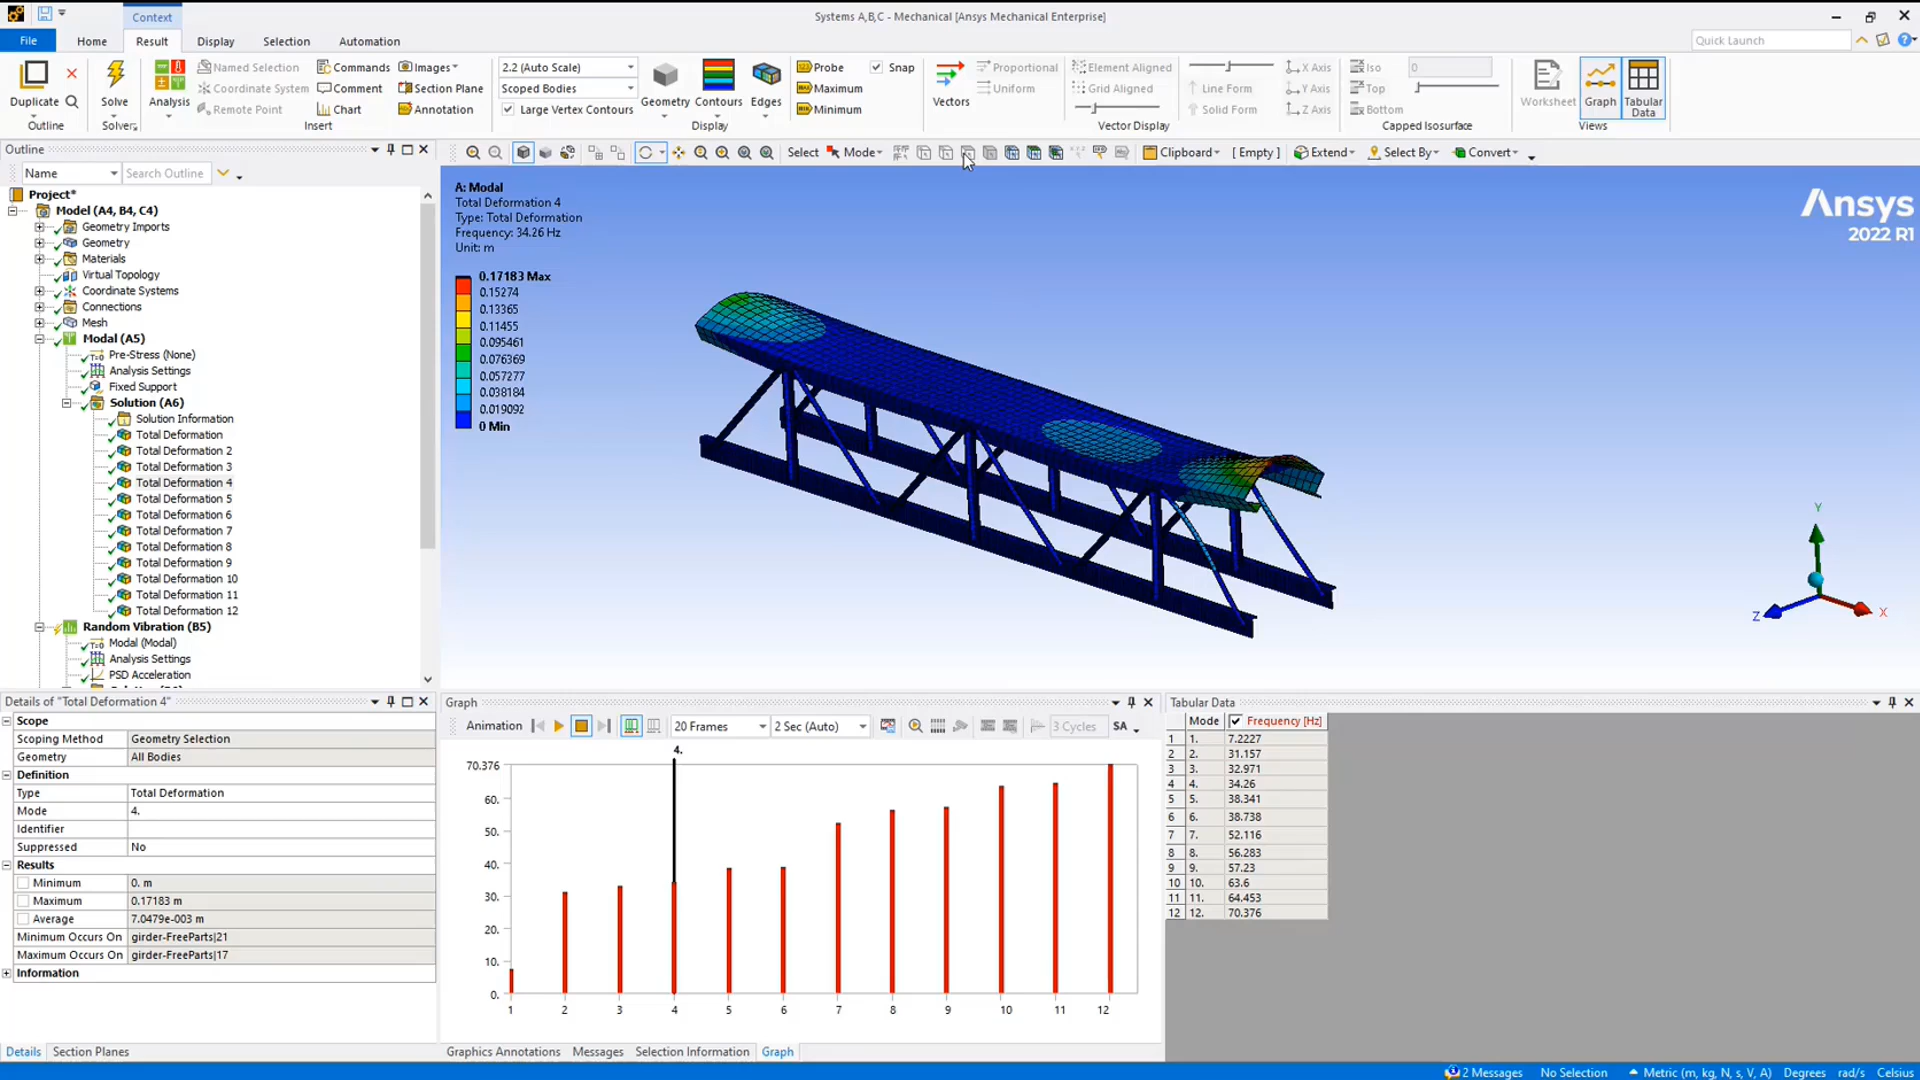 Context
Systems A,B,C - Mechanical [Ansys Mechanical Enterprise]
File Home Result Display Selection Automation
Quick Launch
Duplicate
Outline
Solve
Solver
Analysis
Named Selection
Coordinate System
Remote Point
Commands
Comment
Chart
Images
Section Plane
Annotation
Insert
2.2 (Auto Scale)
Scoped Bodies
Large Vertex Contours
Geometry Contours Edges
Display
Probe
Maximum
Minimum
Snap
Vectors
Proportional
Uniform
Element Aligned
Grid Aligned
Line Form
Solid Form
X Axis
Y Axis
Z Axis
Vector Display
Iso
Top
Bottom
0
Capped Isosurface
Worksheet Graph Tabular Data
Views
Outline
Name Search Outline
Select Mode Clipboard [ Empty ] Extend Select By Convert
Project*
Model (A4, B4, C4)
Geometry Imports
Geometry
Materials
Virtual Topology
Coordinate Systems
Connections
Mesh
Modal (A5)
Pre-Stress (None)
Analysis Settings
Fixed Support
Solution (A6)
Solution Information
Total Deformation
Total Deformation 2
Total Deformation 3
Total Deformation 4
Total Deformation 5
Total Deformation 6
Total Deformation 7
Total Deformation 8
Total Deformation 9
Total Deformation 10
Total Deformation 11
Total Deformation 12
Random Vibration (B5)
Modal (Modal)
Analysis Settings
PSD Acceleration
A: Modal
Total Deformation 4
Type: Total Deformation
Frequency: 34.26 Hz
Unit: m
0.17183 Max
0.15274
0.13365
0.11455
0.095461
0.076369
0.057277
0.038184
0.019092
0 Min
Ansys
2022 R1
Y
Z
X
Details of "Total Deformation 4"
Scope
Scoping Method Geometry Selection
Geometry All Bodies
Definition
Type Total Deformation
Mode 4.
Identifier
Suppressed No
Results
Minimum 0. m
Maximum 0.17183 m
Average 7.0479e-003 m
Minimum Occurs On girder-FreeParts|21
Maximum Occurs On girder-FreeParts|17
Information
Details Section Planes
Graph
Animation 20 Frames 2 Sec (Auto) 3 Cycles SA
4.
70.376
60.
50.
40.
30.
20.
10.
0.
1 2 3 4 5 6 7 8 9 10 11 12
Graphics Annotations Messages Selection Information Graph
Tabular Data
Mode Frequency [Hz]
1 1. 7.2227
2 2. 31.157
3 3. 32.971
4 4. 34.26
5 5. 38.341
6 6. 38.738
7 7. 52.116
8 8. 56.283
9 9. 57.23
10 10. 63.6
11 11. 64.453
12 12. 70.376
2 Messages No Selection Metric (m, kg, N, s, V, A) Degrees rad/s Celsius